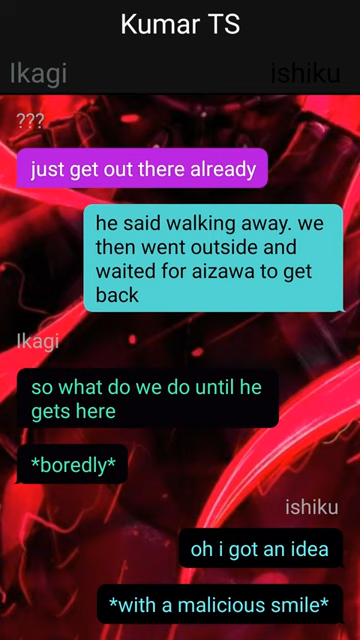 Kumar TS
Ikagi
ishiku
???
just get out there already
he said walking away. we
then went outside and
waited for aizawa to get
back
Ikagi
so what do we do until he
gets here
*boredly*
ishiku
oh i got an idea
*with a malicious smile*